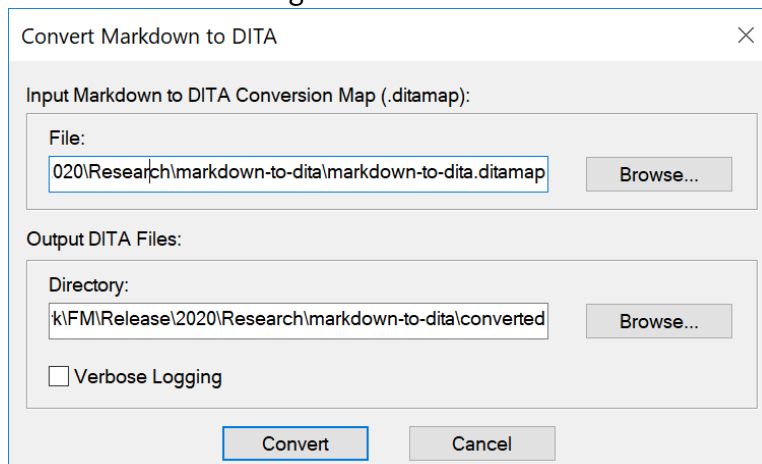 Convert Markdown to DITA
Input Markdown to DITA Conversion Map (.ditamap):
File:
020\Research\markdown-to-dita\markdown-to-dita.ditamap
Browse...
Output DITA Files:
Directory:
k\FM\Release\2020\Research\markdown-to-dita\converted
Browse...
Verbose Logging
Convert
Cancel